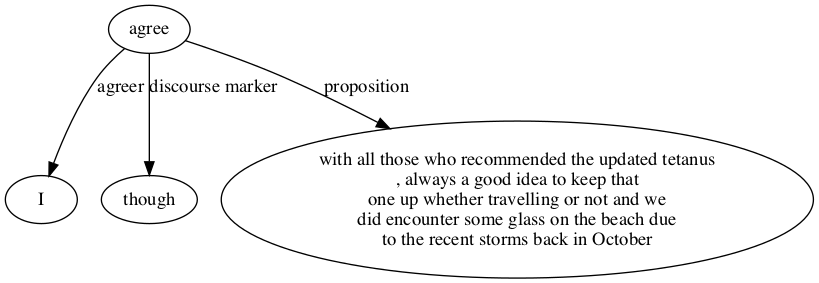 agree
agreer discourse marker proposition
I
though
with all those who recommended the updated tetanus
, always a good idea to keep that
one up whether travelling or not and we
did encounter some glass on the beach due
to the recent storms back in October